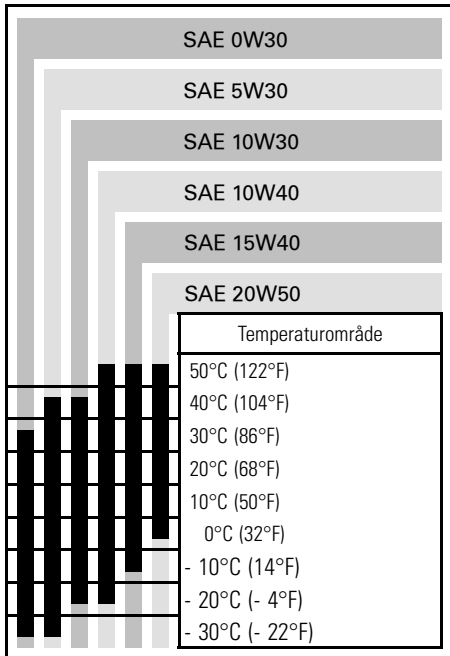 SAE 0W30
SAE 5W30
SAE 10W30
SAE 10W40
SAE 15W40
SAE 20W50
Temperaturområde
50°C (122°F)
40°C (104°F)
30°C (86°F)
20°C (68°F)
10°C (50°F)
0°C (32°F)
- 10°C (14°F)
- 20°C (- 4°F)
- 30°C (- 22°F)